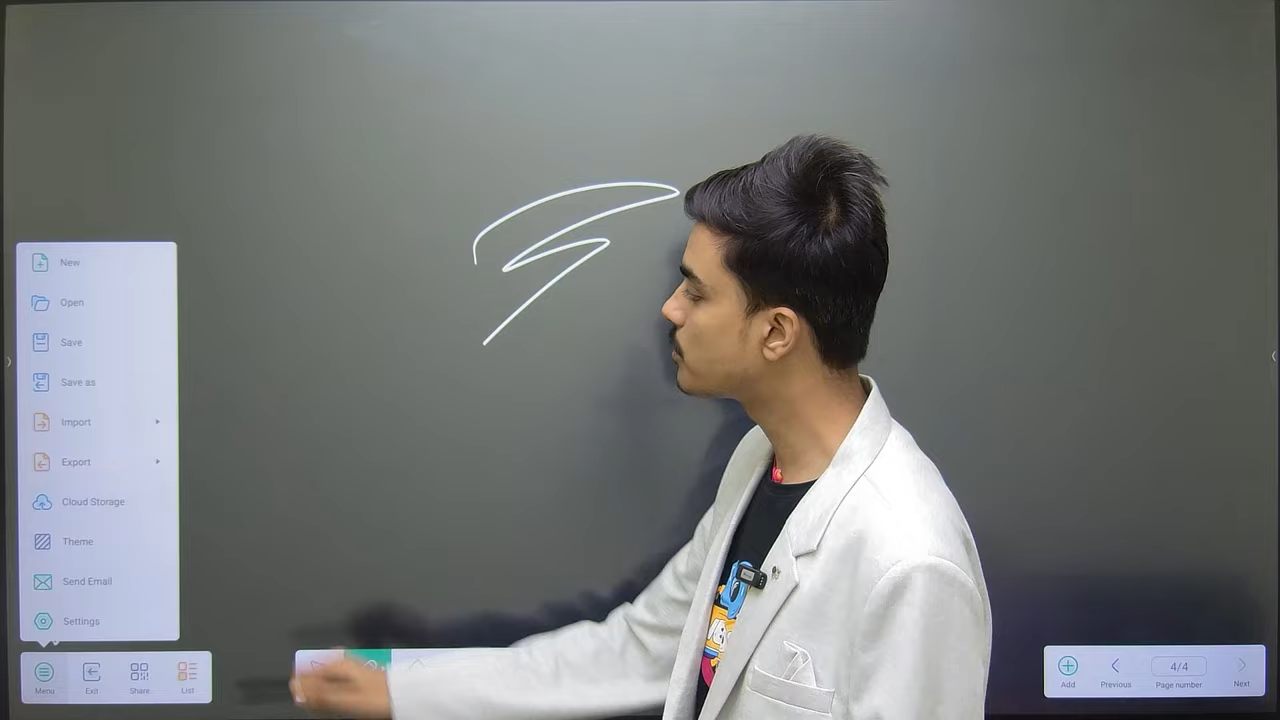 New
Open
Save
Save as
Import
Export
Cloud Storage
Theme
Send Email
Settings
Menu Exit Share List
Add Previous 4/4 Page number Next